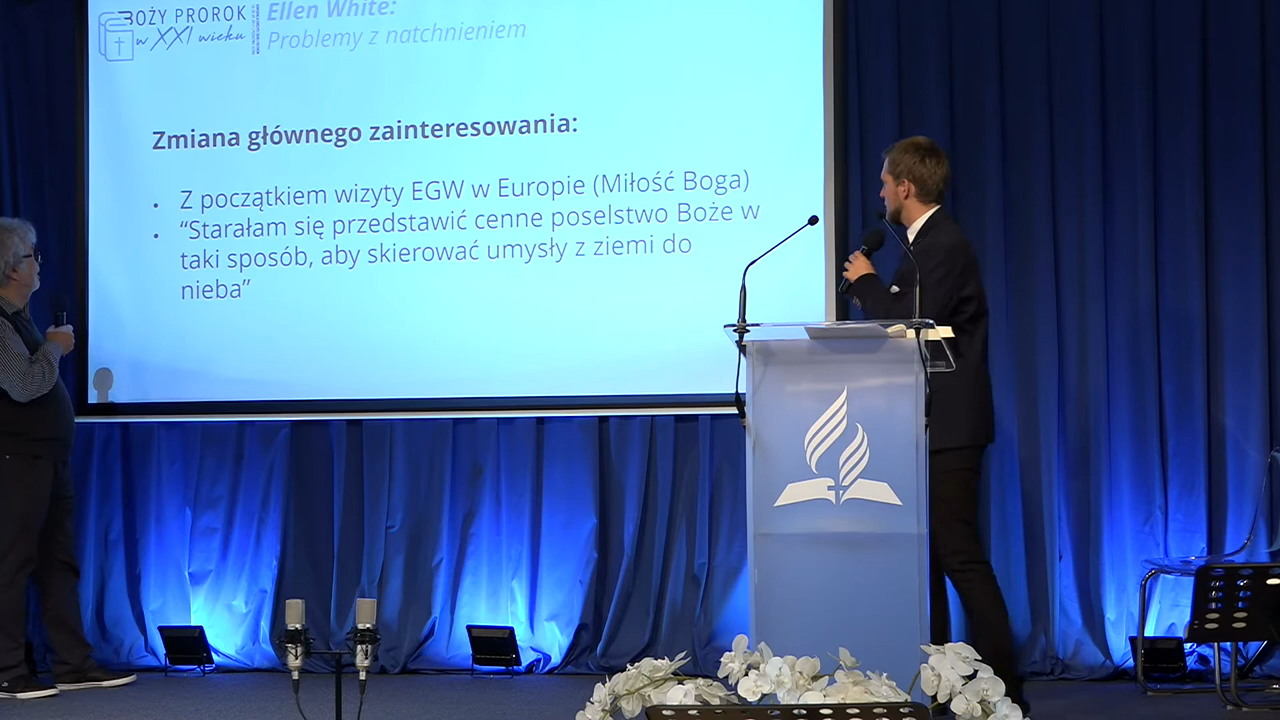 BOŻY PROROK
w XXI wieku
Ellen White:
Problemy z natchnieniem
Zmiana głównego zainteresowania:
• Z początkiem wizyty EGW w Europie (Miłość Boga)
• “Starałam się przedstawić cenne poselstwo Boże w
taki sposób, aby skierować umysły z ziemi do
nieba”